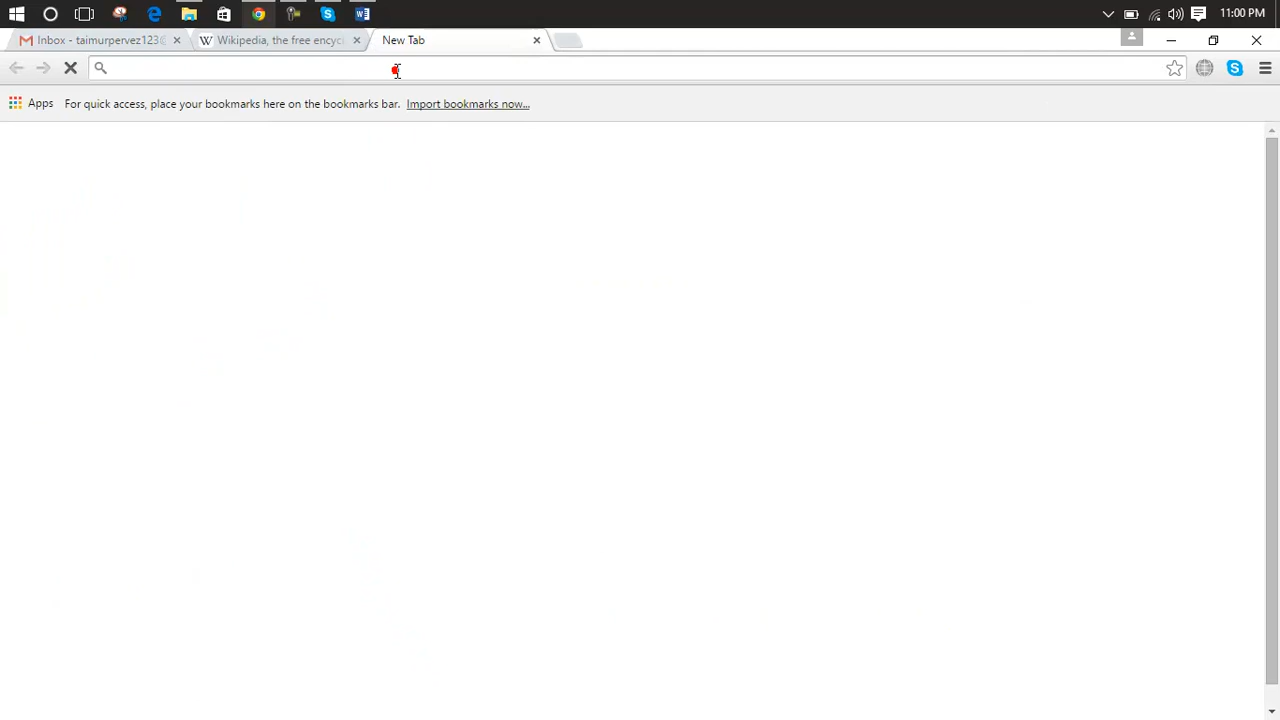 11:00 PM
Inbox - taimurpervez123@
W Wikipedia, the free encyc
New Tab
Apps For quick access, place your bookmarks here on the bookmarks bar. Import bookmarks now...